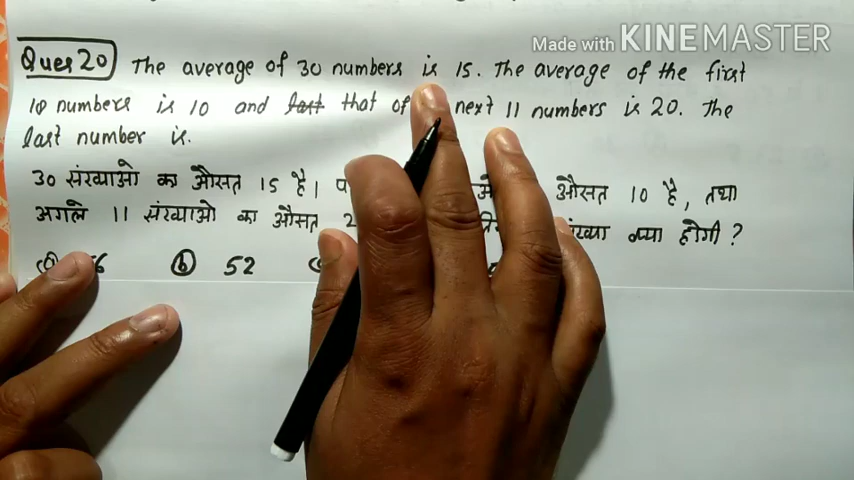 Made with KINEMASTER
Ques 20 The average of 30 numbers is 15. The average of the first
numbers is 10 and last that of next 11 numbers is 20. The
last number is.
30 संख्याओ का औसत 15 है। औसत 10 है, तथा
अगले 11 संख्याओ का औसत क्या होगी?
b 52